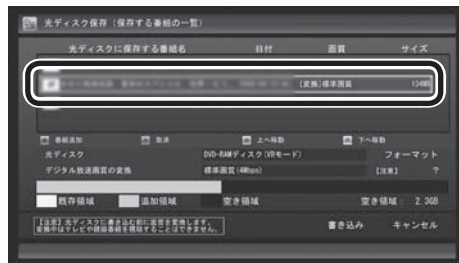 光ディスク保存（保存する番組の一覧）
光ディスクに保存する番組名 日付 画質 サイズ
[変換]標準画質 134MB
番組追加 取消 上へ移動 下へ移動
光ディスク DVD-RAMディスク(VRモード) フォーマット
デジタル放送画質の変換 標準画質(4Mbps) [注意] ?
既存領域 追加領域 空き領域 空き領域： 2.3GB
【注意】光ディスクに書き込む前に画質を変換します。
変換中はテレビや録画番組を視聴することはできません。
書き込み キャンセル